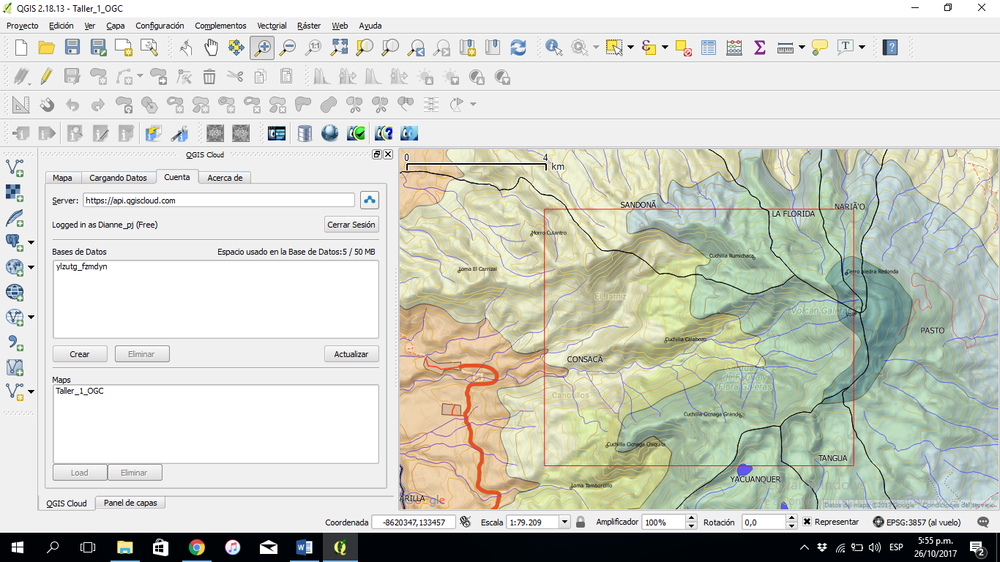 QGIS 2.18.13 - Taller_1_OGC
Proyecto Edición Ver Capa Configuración Complementos Vectorial Ráster Web Ayuda
QGIS Cloud
Mapa Cargando Datos Cuenta Acerca de
Server: https://api.qgiscloud.com
Logged in as Dianne_pj (Free) Cerrar Sesión
Bases de Datos Espacio usado en la Base de Datos:5 / 50 MB
ylzutg_fzmdyn
Crear Eliminar Actualizar
Maps
Taller_1_OGC
Load Eliminar
QGIS Cloud Panel de capas
0 4 km
SANDONÃ
LA FLORIDA
NARIÃ'O
Morro Culantro
Cuchilla Rumichaca
Loma El Carrizal
Cerro piedra Redonda
El Barniz
Volcán Galeras
Volc
PASTO
Cuchilla Calabozo
CONSACÃ
Santuario
de Fauna y
Flora Galeras
Canotillos
Cuchilla Cienaga Grande
Cuchilla Cienaga Chiquita
TANGUA
YACUANQUER
Loma Tamborcillo
ARILLA
Google
Datos del mapa ©2017 Google Condiciones del servicio
Coordenada -8620347,133457 Escala 1:79.209 Amplificador 100% Rotación 0,0 Representar EPSG:3857 (al vuelo)
ESP
5:55 p.m.
26/10/2017
2